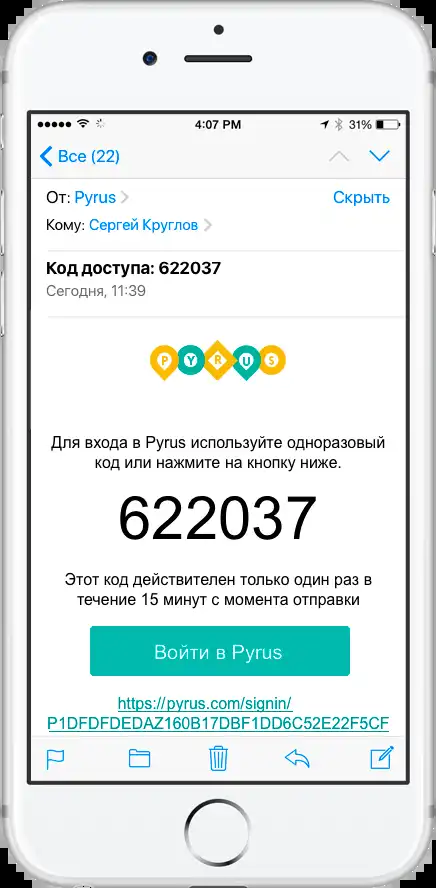 4:07 PM 31%
Все (22)
От: Pyrus Скрыть
Кому: Сергей Круглов
Код доступа: 622037
Сегодня, 11:39
PYRUS
Для входа в Pyrus используйте одноразовый
код или нажмите на кнопку ниже.
622037
Этот код действителен только один раз в
течение 15 минут с момента отправки
Войти в Pyrus
https://pyrus.com/signin/
P1DFDFDEDAZ160B17DBF1DD6C52E22F5CF